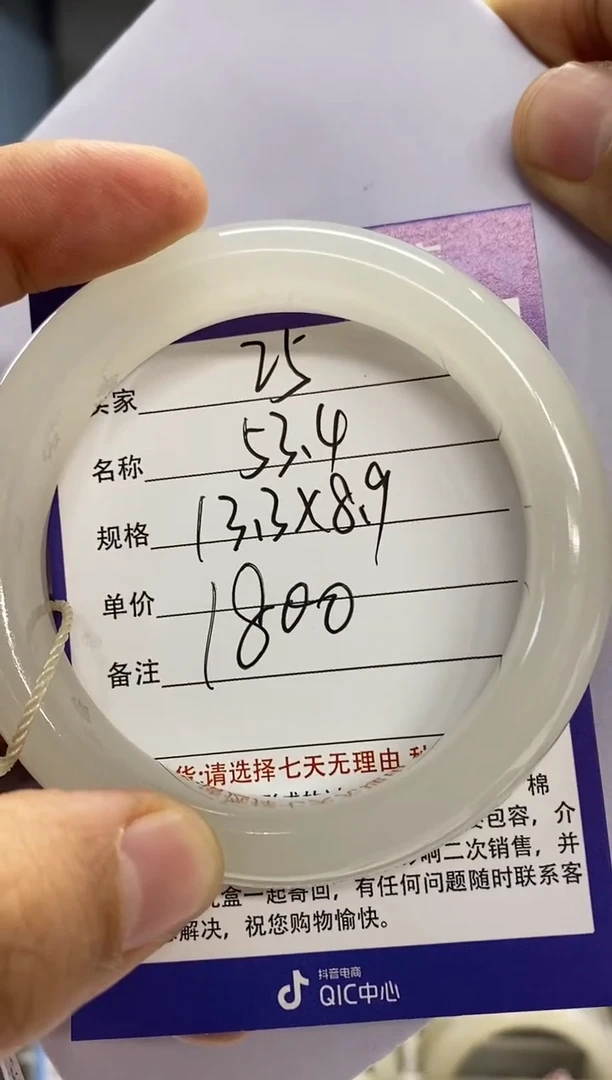 家 25
名称 53.4
规格 13.3×8.9
单价 1800
备注
货:请选择七天无理由
棉
包容，介
响二次销售，并
盒一起寄回，有任何问题随时联系客
解决，祝您购物愉快。
抖音电商
QIC中心